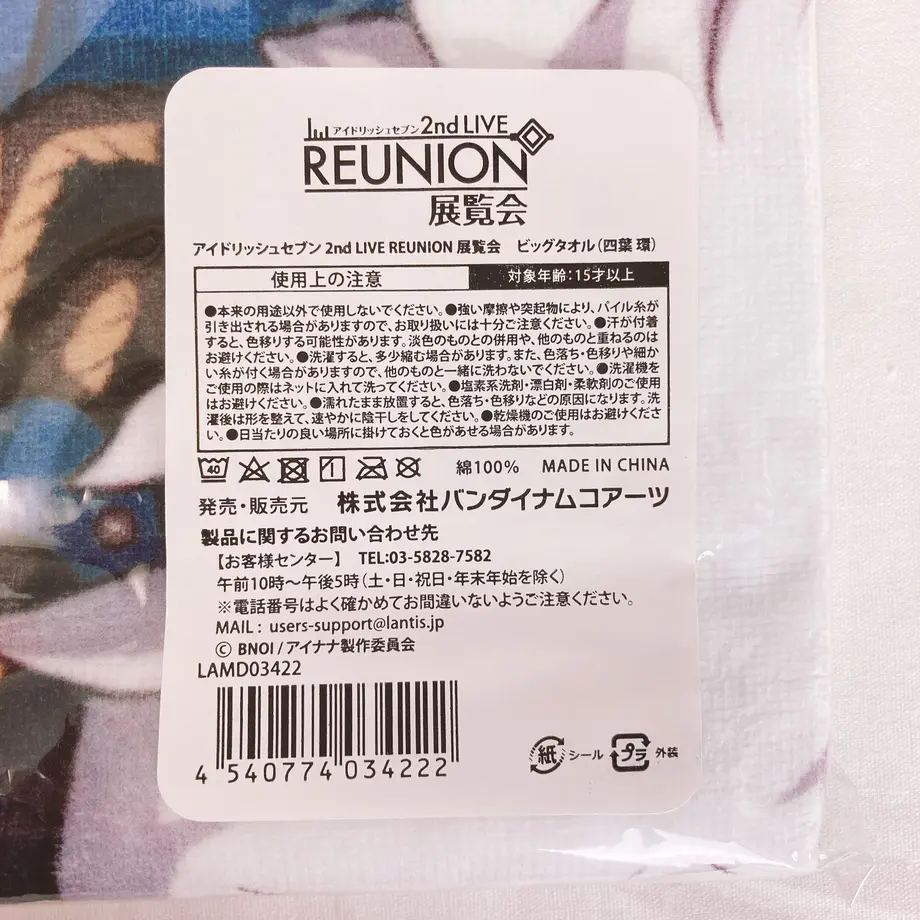 アイドリッシュセブン 2nd LIVE
REUNION
展覧会
アイドリッシュセブン 2nd LIVE REUNION 展覧会 ビッグタオル（四葉 環）
使用上の注意 対象年齢：15才以上
●本来の用途以外で使用しないでください。●強い摩擦や突起物により、パイル糸が
引き出される場合がありますので、お取り扱いには十分ご注意ください。●汗が付着
すると、色移りする可能性があります。淡色のものとの併用や、他のものと重ねるのは
お避けください。●洗濯すると、多少縮む場合があります。また、色落ち・色移りや細か
い糸が付く場合がありますので、他のものと一緒に洗わないでください。●洗濯機を
ご使用の際はネットに入れて洗ってください。●塩素系洗剤・漂白剤・柔軟剤のご使用
はお避けください。●濡れたまま放置すると、色落ち・色移りなどの原因になります。洗
濯後は形を整えて、速やかに陰干しをしてください。●乾燥機のご使用はお避けくださ
い。●日当たりの良い場所に掛けておくと色があせる場合があります。
40 綿100% MADE IN CHINA
発売・販売元 株式会社バンダイナムコアーツ
製品に関するお問い合わせ先
【お客様センター】 TEL:03-5828-7582
午前10時～午後5時（土・日・祝日・年末年始を除く）
※電話番号はよく確かめてお間違いないようご注意ください。
MAIL : users-support@lantis.jp
© BNOI / アイナナ製作委員会
LAMD03422
4 540774 034222
紙 シール プラ 外装